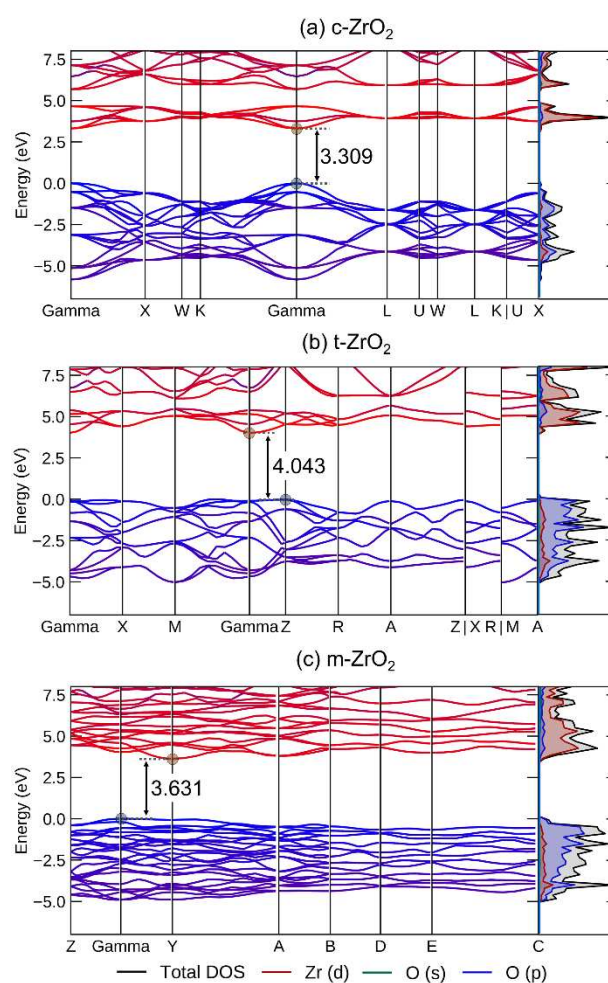 (a) c-ZrO₂
Energy (eV)
7.5
5.0
2.5
0.0
−2.5
−5.0
3.309
Gamma X W K Gamma L U W L K|U X
(b) t-ZrO₂
Energy (eV)
7.5
5.0
2.5
0.0
−2.5
−5.0
4.043
Gamma X M Gamma Z R A Z|X R|M A
(c) m-ZrO₂
Energy (eV)
7.5
5.0
2.5
0.0
−2.5
−5.0
3.631
Z Gamma Y A B D E C
Total DOS Zr (d) O (s) O (p)